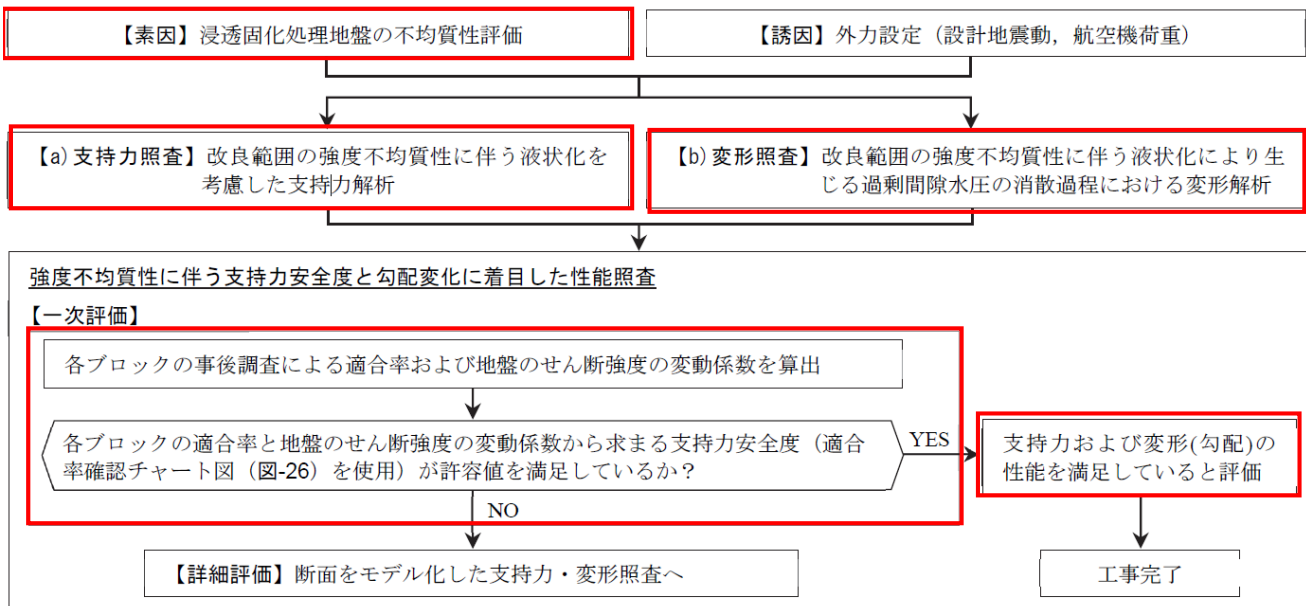 【素因】浸透固化処理地盤の不均質性評価
【誘因】外力設定（設計地震動，航空機荷重）
【a)支持力照査】改良範囲の強度不均質性に伴う液状化を
考慮した支持力解析
【b)変形照査】改良範囲の強度不均質性に伴う液状化により生
じる過剰間隙水圧の消散過程における変形解析
強度不均質性に伴う支持力安全度と勾配変化に着目した性能照査
【一次評価】
各ブロックの事後調査による適合率および地盤のせん断強度の変動係数を算出
各ブロックの適合率と地盤のせん断強度の変動係数から求まる支持力安全度（適合
率確認チャート図（図-26）を使用）が許容値を満足しているか？
YES
支持力および変形(勾配)の
性能を満足していると評価
NO
【詳細評価】断面をモデル化した支持力・変形照査へ
工事完了